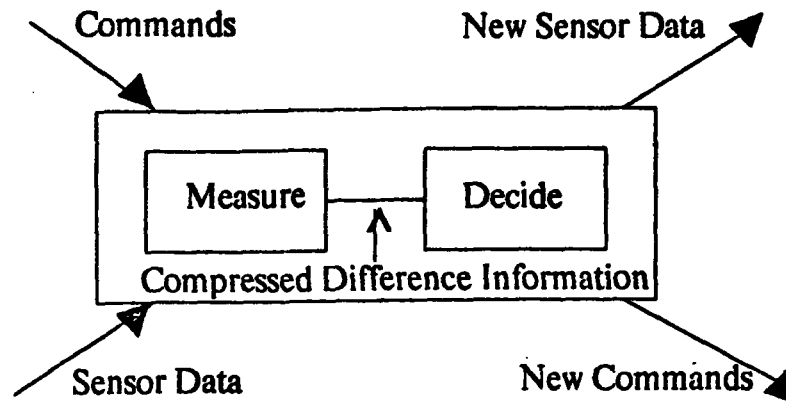 Commands
New Sensor Data
Measure
Decide
Compressed Difference Information
Sensor Data
New Commands